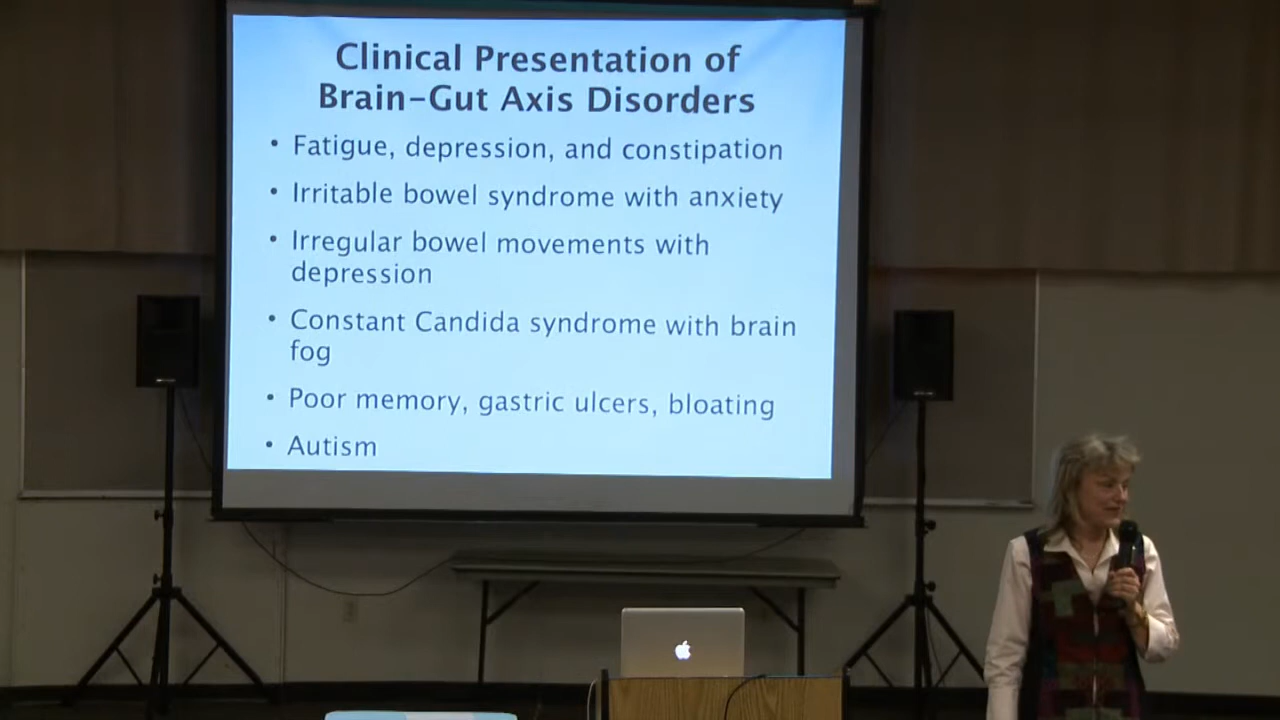 Clinical Presentation of
Brain-Gut Axis Disorders
• Fatigue, depression, and constipation
• Irritable bowel syndrome with anxiety
• Irregular bowel movements with
depression
• Constant Candida syndrome with brain
fog
• Poor memory, gastric ulcers, bloating
• Autism